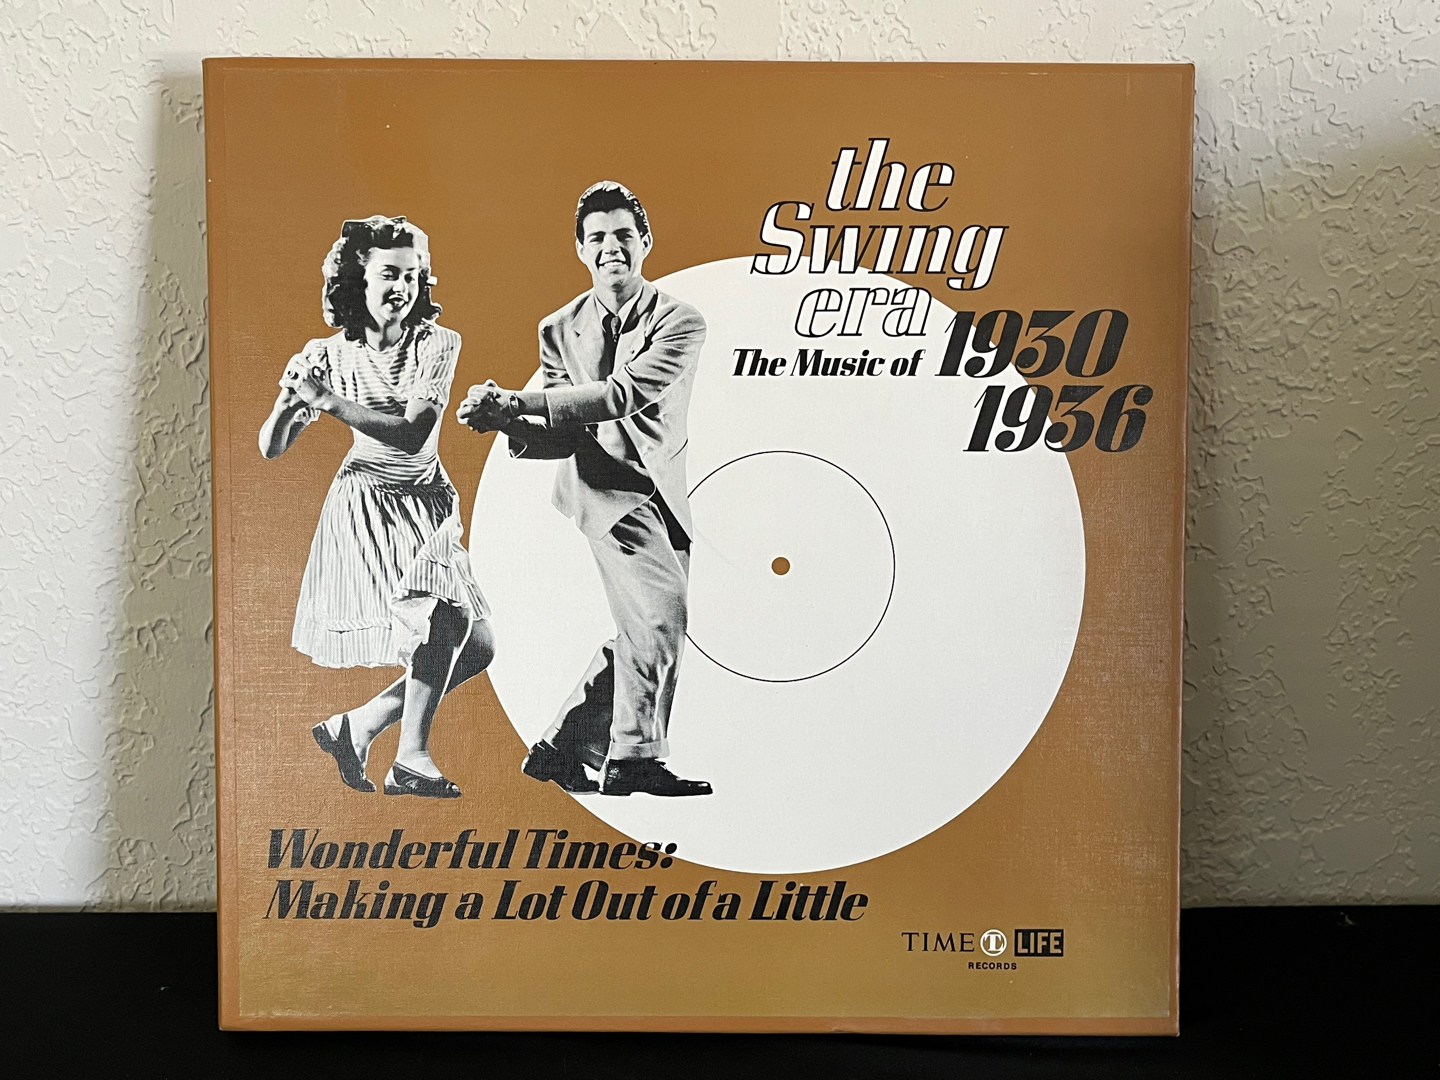 the
Swing
era
The Music of 1930
1936
Wonderful Times:
Making a Lot Out of a Little
TIME T LIFE
RECORDS